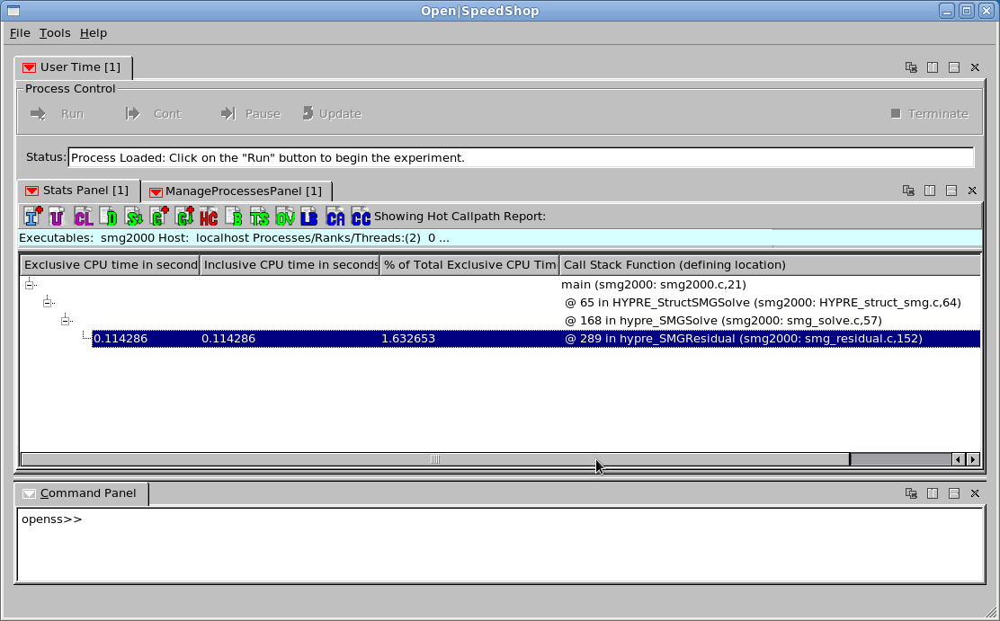 Open|SpeedShop
File Tools Help
User Time [1]
Process Control
Run Cont Pause Update Terminate
Status: Process Loaded: Click on the "Run" button to begin the experiment.
Stats Panel [1] ManageProcessesPanel [1]
I U CL D S↓ C C↓ HC B TS OV LB CA CC Showing Hot Callpath Report:
Executables: smg2000 Host: localhost Processes/Ranks/Threads:(2) 0 ...
Exclusive CPU time in second Inclusive CPU time in seconds % of Total Exclusive CPU Tim Call Stack Function (defining location)
main (smg2000: smg2000.c,21)
@ 65 in HYPRE_StructSMGSolve (smg2000: HYPRE_struct_smg.c,64)
@ 168 in hypre_SMGSolve (smg2000: smg_solve.c,57)
0.114286 0.114286 1.632653 @ 289 in hypre_SMGResidual (smg2000: smg_residual.c,152)
Command Panel
openss>>